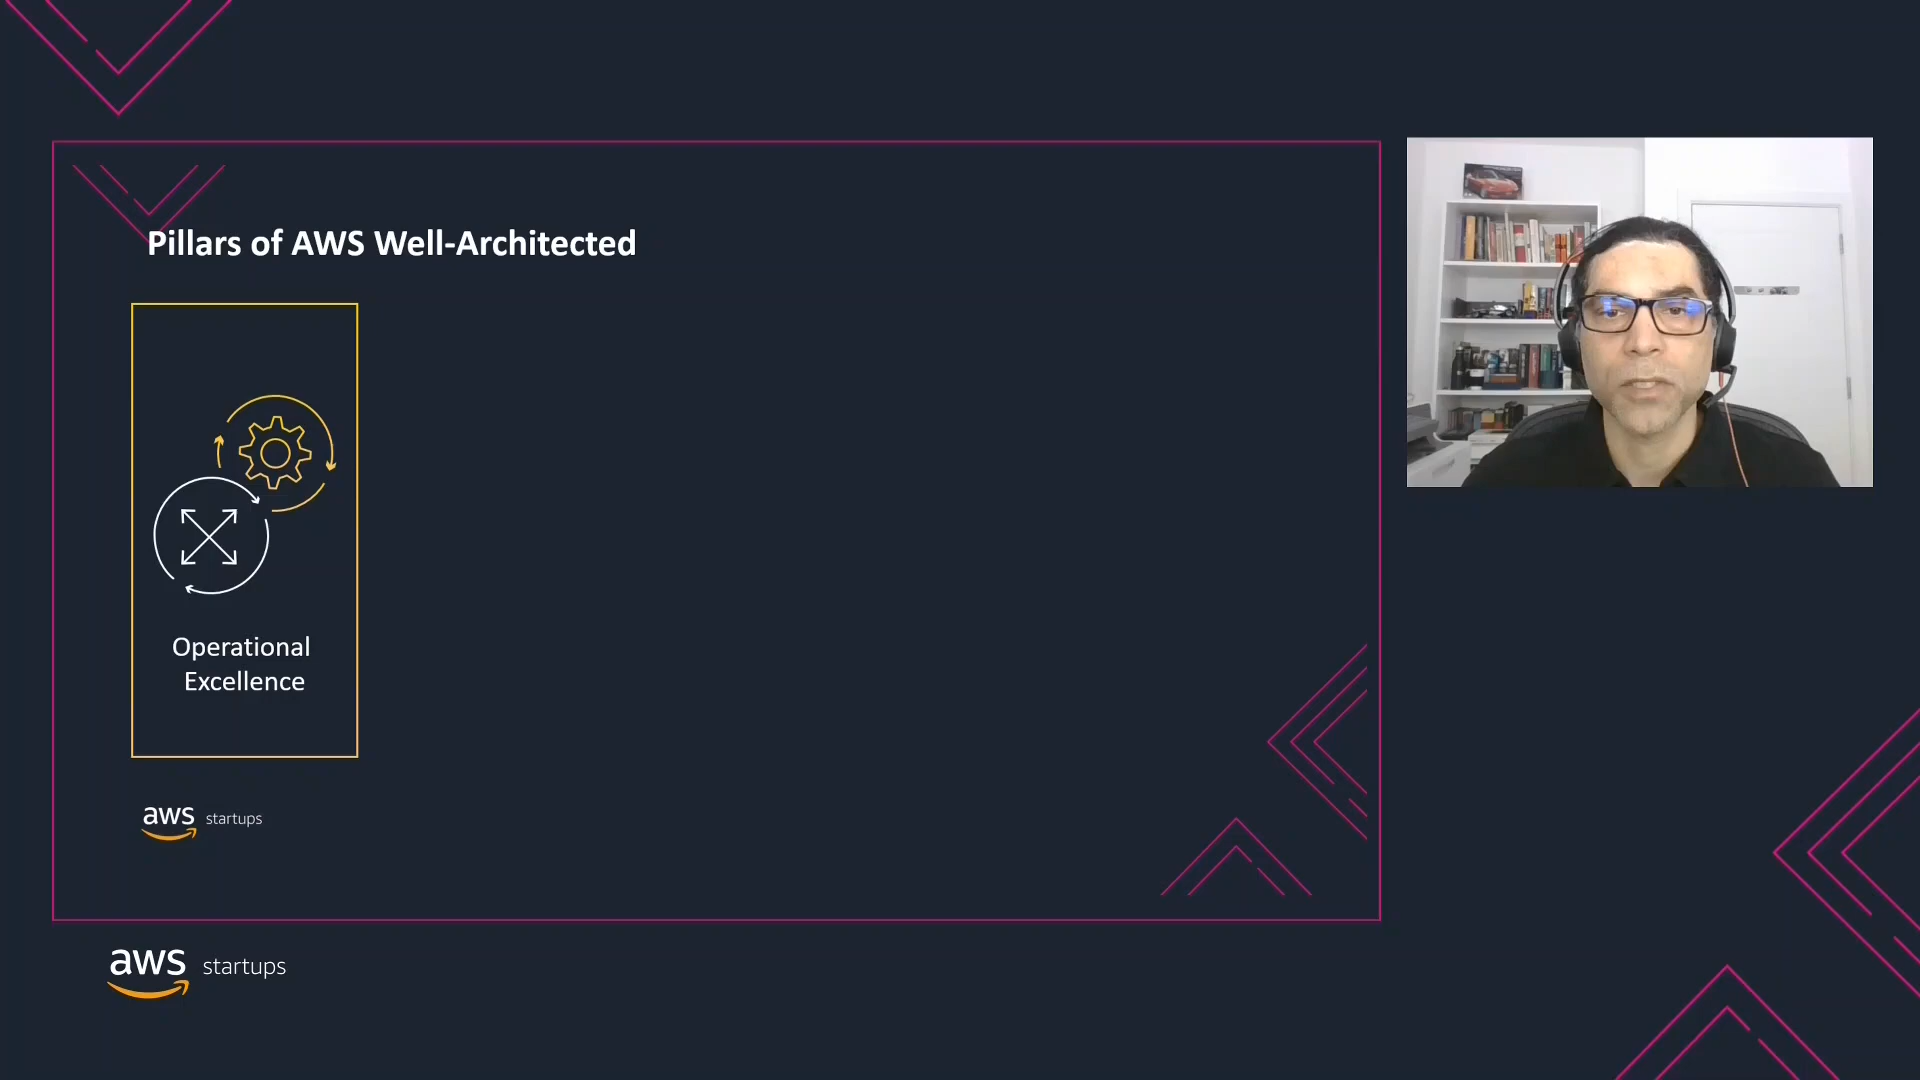 Pillars of AWS Well-Architected
Operational
Excellence
aws startups
aws startups